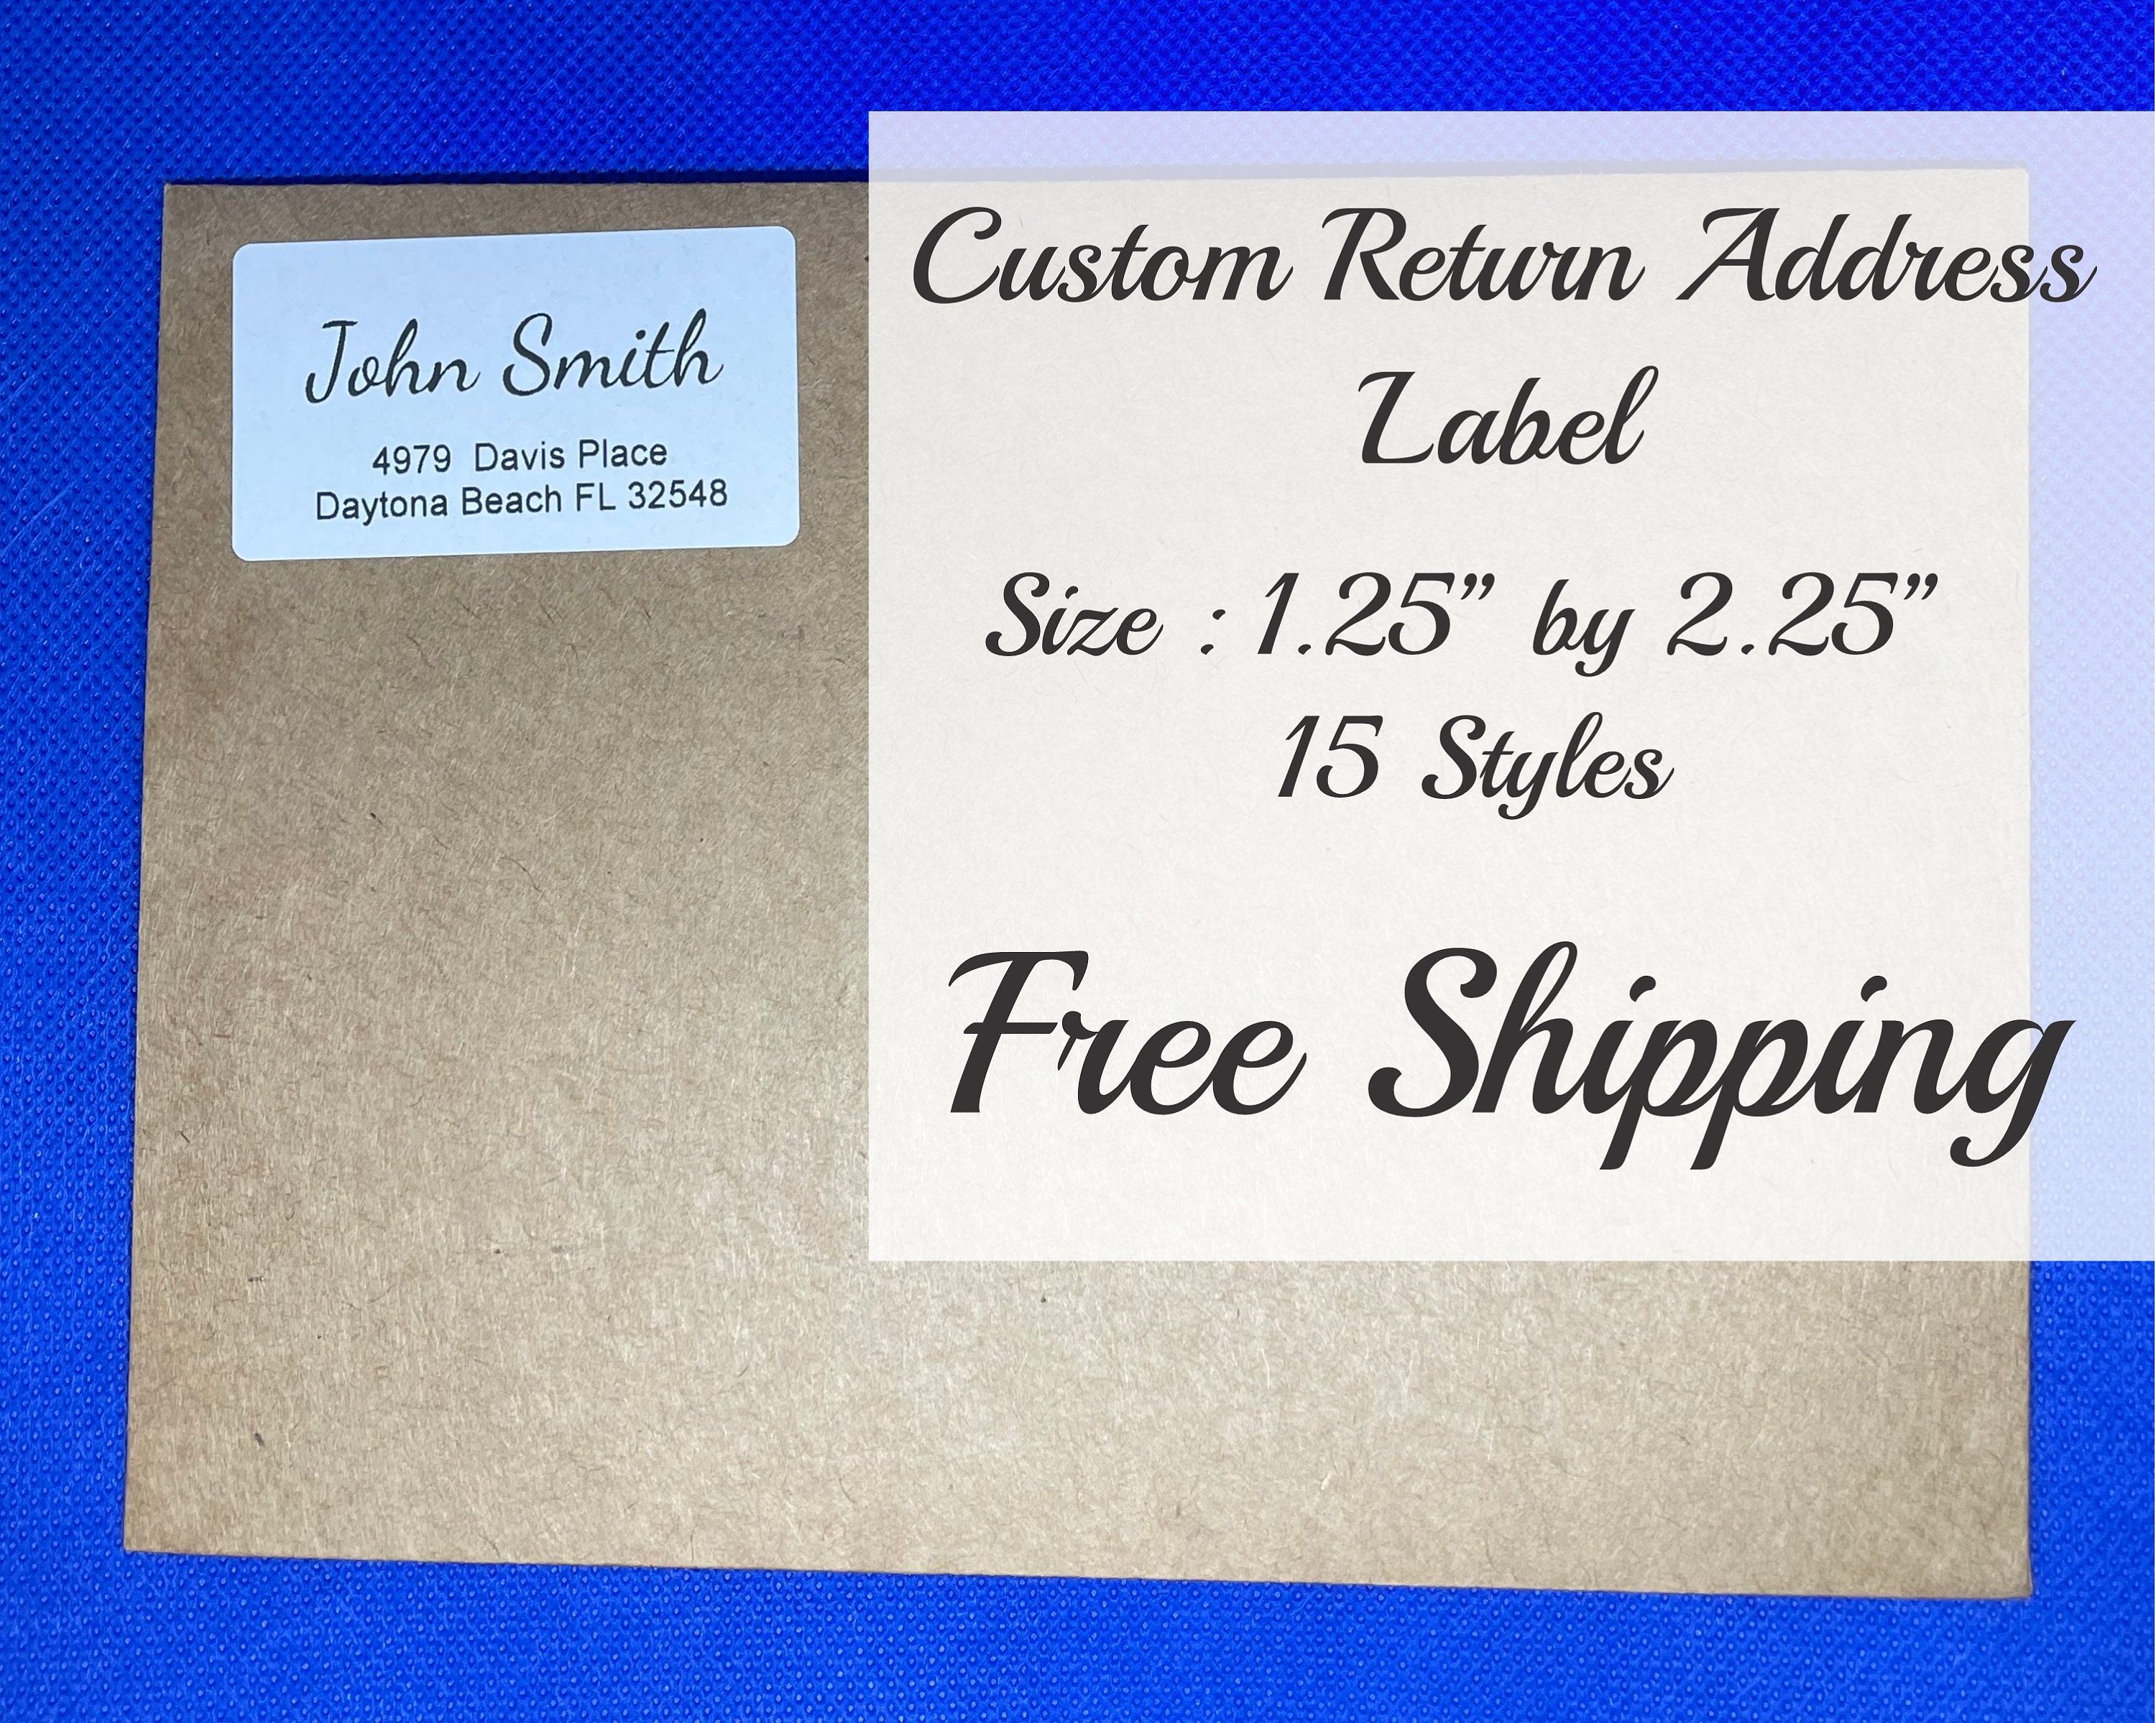 John Smith
4979 Davis Place
Daytona Beach FL 32548
Custom Return Address
Label
Size : 1.25” by 2.25”
15 Styles
Free Shipping